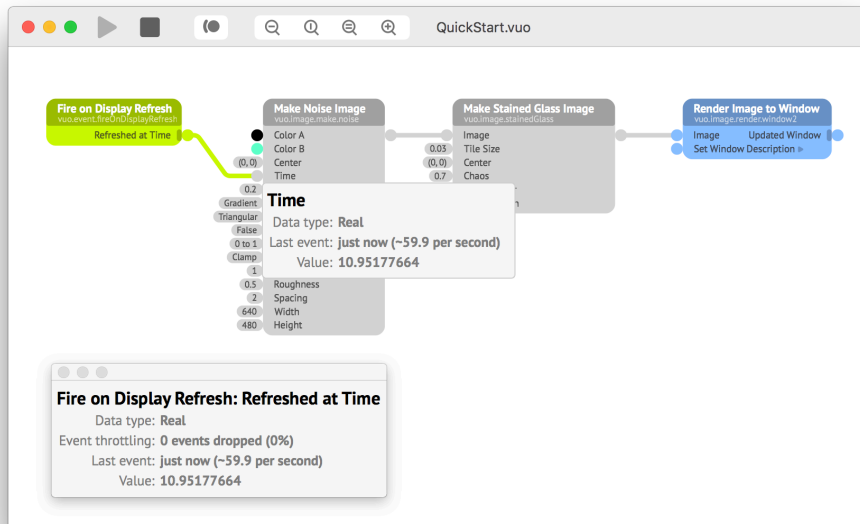 QuickStart.vuo
Fire on Display Refresh
vuo.event.fireOnDisplayRefresh
Refreshed at Time
Make Noise Image
vuo.image.make.noise
Color A
Color B
(0, 0) Center
Time
0.2
Gradient
Triangular
False
0 to 1
Clamp
1
0.5 Roughness
2 Spacing
640 Width
480 Height
Make Stained Glass Image
vuo.image.stainedGlass
Image
0.03 Tile Size
(0, 0) Center
0.7 Chaos
Render Image to Window
vuo.image.render.window2
Image Updated Window
Set Window Description
Time
Data type: Real
Last event: just now (~59.9 per second)
Value: 10.95177664
Fire on Display Refresh: Refreshed at Time
Data type: Real
Event throttling: 0 events dropped (0%)
Last event: just now (~59.9 per second)
Value: 10.95177664